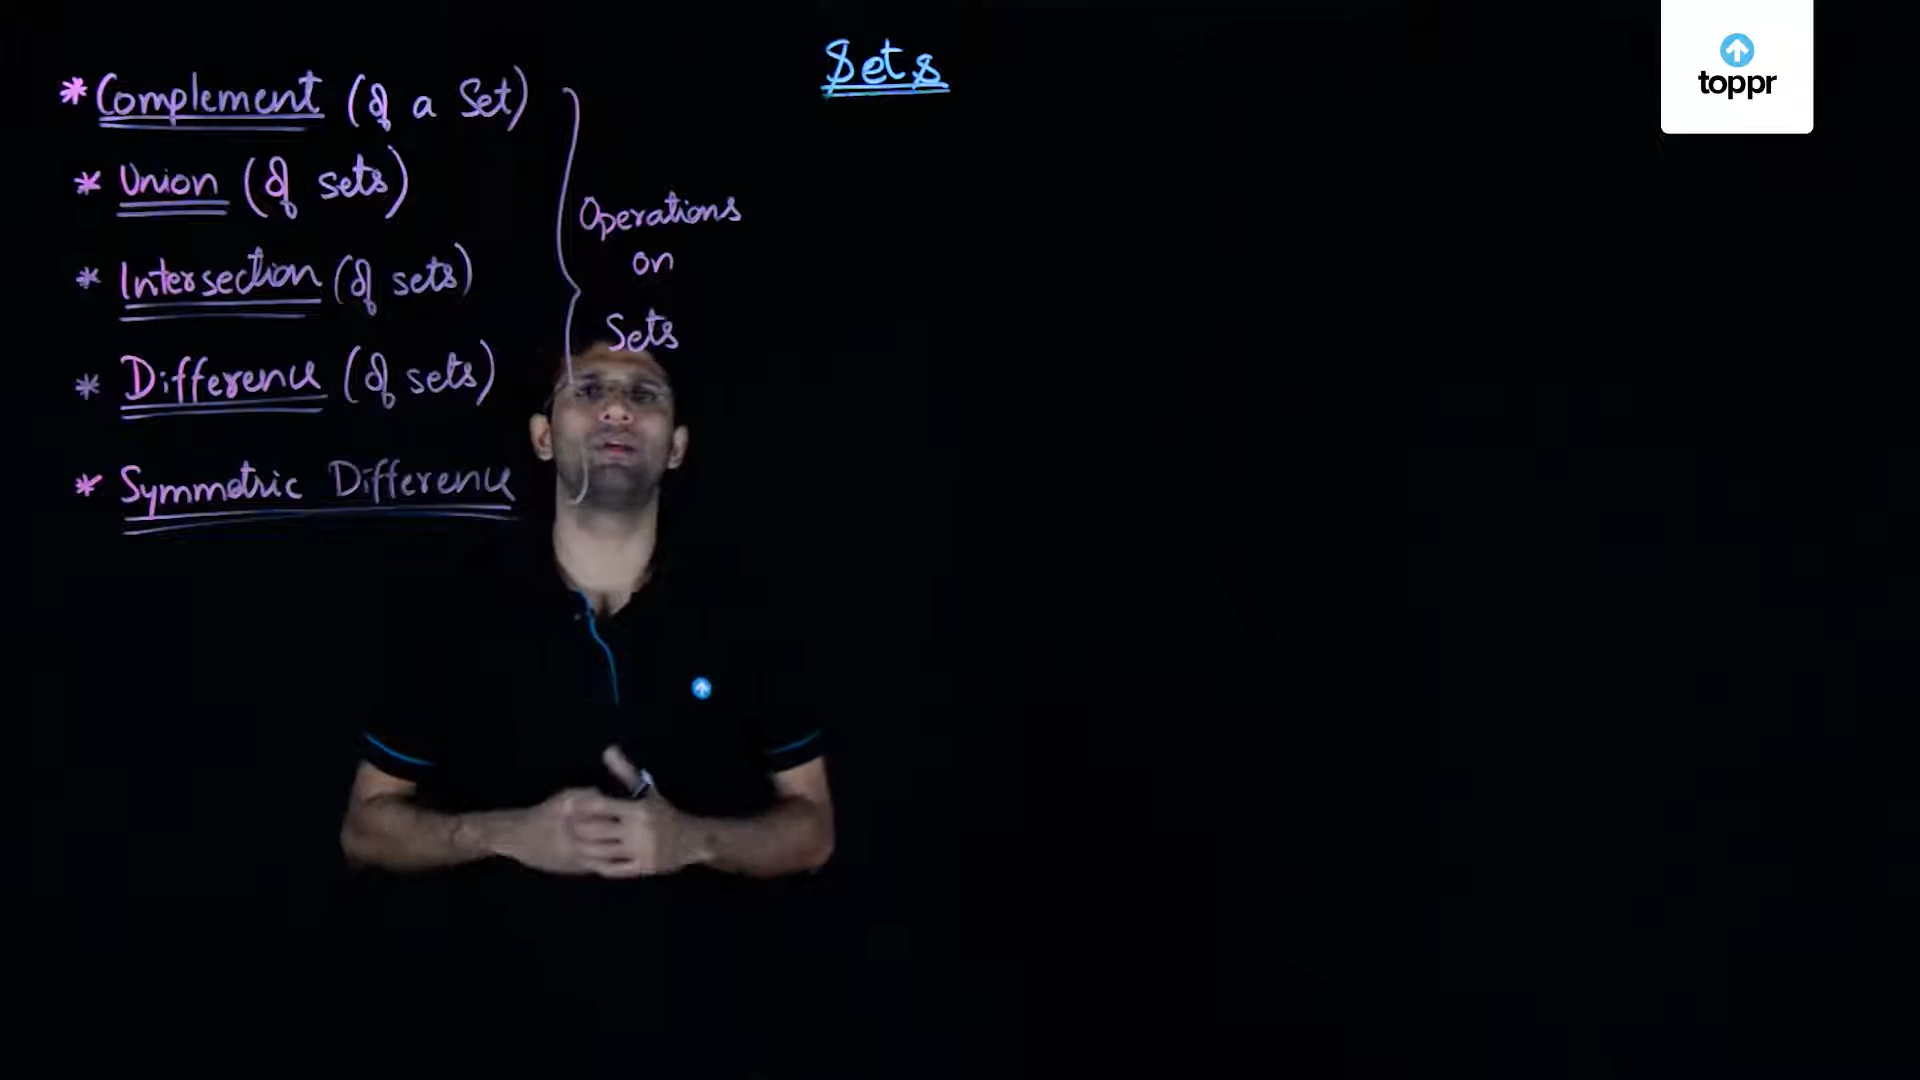 Sets
* Complement (of a Set)
* Union (of sets)
* Intersection (of sets)
* Difference (of sets)
* Symmetric Difference
Operations
on
Sets
toppr